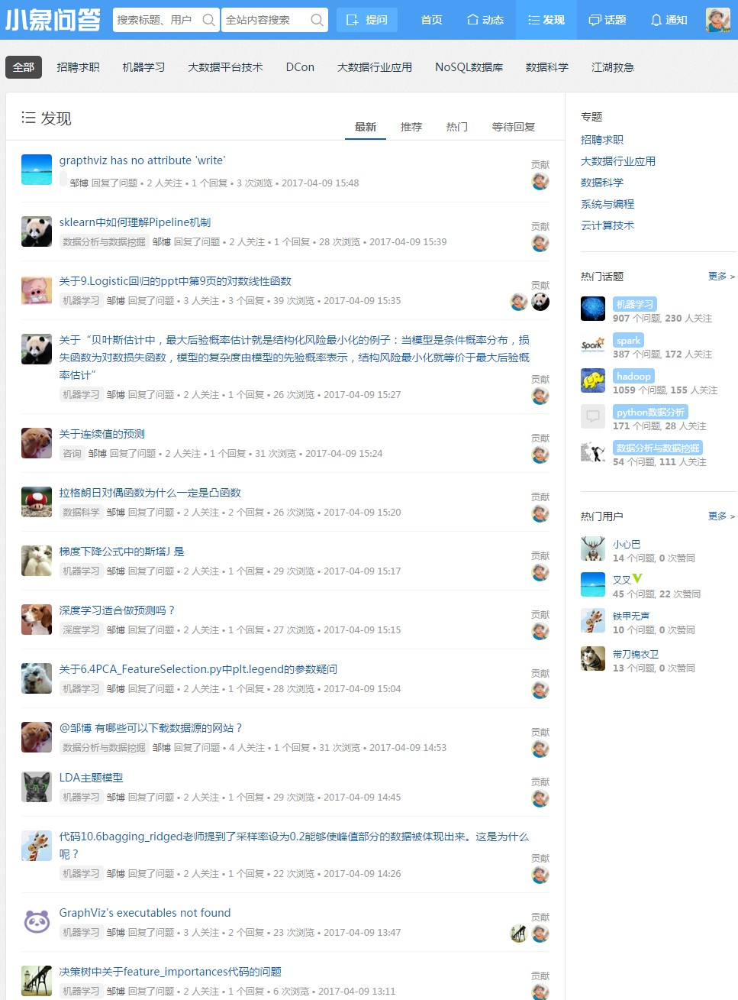 小象问答 搜索标题、用户 全站内容搜索 提问 首页 动态 发现 话题 通知
全部 招聘求职 机器学习 大数据平台技术 DCon 大数据行业应用 NoSQL数据库 数据科学 江湖救急
发现
最新 推荐 热门 等待回复
grapthviz has no attribute 'write'
贡献
邹博 回复了问题 • 2 人关注 • 1 个回复 • 3 次浏览 • 2017-04-09 15:48
sklearn中如何理解Pipeline机制
贡献
数据分析与数据挖掘 邹博 回复了问题 • 2 人关注 • 1 个回复 • 28 次浏览 • 2017-04-09 15:39
关于9.Logistic回归的ppt中第9页的对数线性函数
贡献
机器学习 邹博 回复了问题 • 3 人关注 • 3 个回复 • 39 次浏览 • 2017-04-09 15:35
关于“贝叶斯估计中，最大后验概率估计就是结构化风险最小化的例子：当模型是条件概率分布，损
失函数为对数损失函数，模型的复杂度由模型的先验概率表示，结构风险最小化就等价于最大后验概
率估计”
贡献
机器学习 邹博 回复了问题 • 2 人关注 • 1 个回复 • 26 次浏览 • 2017-04-09 15:27
关于连续值的预测
贡献
咨询 邹博 回复了问题 • 2 人关注 • 1 个回复 • 31 次浏览 • 2017-04-09 15:24
拉格朗日对偶函数为什么一定是凸函数
贡献
数据科学 邹博 回复了问题 • 2 人关注 • 2 个回复 • 26 次浏览 • 2017-04-09 15:20
梯度下降公式中的斯塔J 是
贡献
机器学习 邹博 回复了问题 • 2 人关注 • 1 个回复 • 29 次浏览 • 2017-04-09 15:17
深度学习适合做预测吗？
贡献
深度学习 邹博 回复了问题 • 2 人关注 • 1 个回复 • 27 次浏览 • 2017-04-09 15:15
关于6.4PCA_FeatureSelection.py中plt.legend的参数疑问
贡献
机器学习 邹博 回复了问题 • 2 人关注 • 1 个回复 • 28 次浏览 • 2017-04-09 15:04
@邹博 有哪些可以下载数据源的网站？
贡献
数据分析与数据挖掘 邹博 回复了问题 • 4 人关注 • 1 个回复 • 31 次浏览 • 2017-04-09 14:53
LDA主题模型
贡献
机器学习 邹博 回复了问题 • 2 人关注 • 1 个回复 • 29 次浏览 • 2017-04-09 14:45
代码10.6bagging_ridged老师提到了采样率设为0.2能够使峰值部分的数据被体现出来。这是为什么
呢？
贡献
机器学习 邹博 回复了问题 • 2 人关注 • 1 个回复 • 22 次浏览 • 2017-04-09 14:26
GraphViz's executables not found
贡献
机器学习 邹博 回复了问题 • 3 人关注 • 2 个回复 • 23 次浏览 • 2017-04-09 13:47
决策树中关于feature_importances代码的问题
贡献
机器学习 邹博 回复了问题 • 2 人关注 • 1 个回复 • 6 次浏览 • 2017-04-09 13:11
专题
招聘求职
大数据行业应用
数据科学
系统与编程
云计算技术
热门话题 更多 >
机器学习
907 个问题, 230 人关注
Spark
spark
387 个问题, 172 人关注
hadoop
1059 个问题, 155 人关注
python数据分析
171 个问题, 28 人关注
数据分析与数据挖掘
54 个问题, 111 人关注
热门用户 更多 >
小心巴
14 个问题, 0 次赞同
叉叉
45 个问题, 22 次赞同
铁甲无声
10 个问题, 0 次赞同
带刀锦衣卫
13 个问题, 0 次赞同